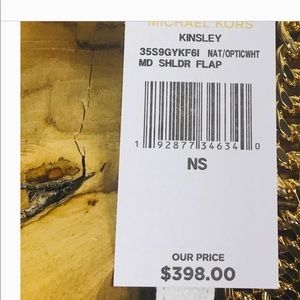 MICHAEL KORS
KINSLEY
35S9GYKF6I NAT/OPTICWHT
MD SHLDR FLAP
1 92877 34634 0
NS
OUR PRICE
$398.00